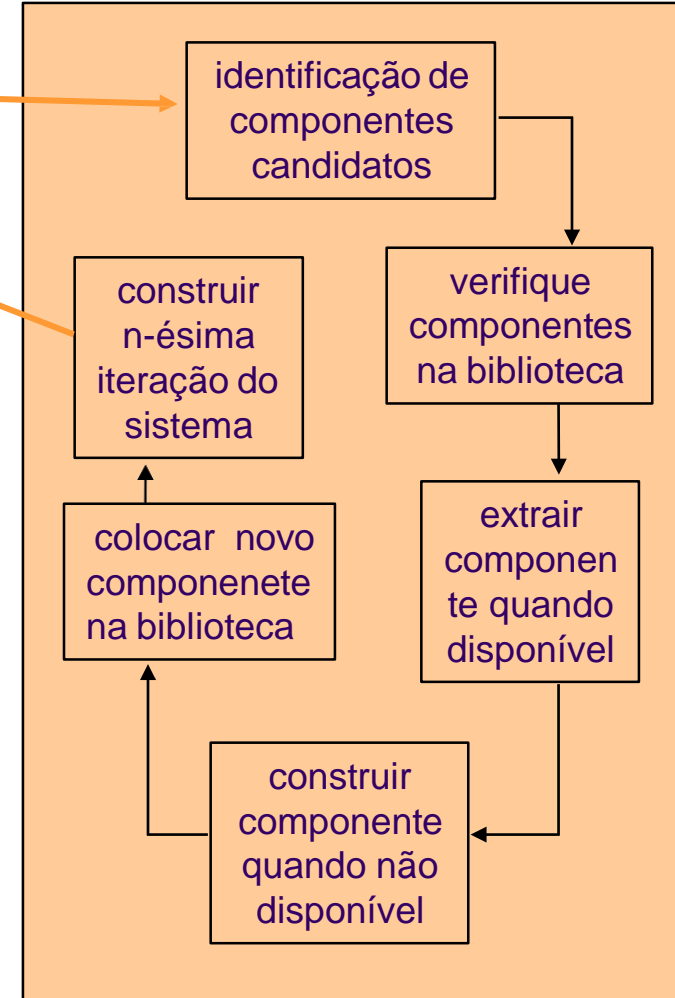 identificação de
componentes
candidatos
verifique
componentes
na biblioteca
extrair
componen
te quando
disponível
construir
componente
quando não
disponível
colocar novo
componenete
na biblioteca
construir
n-ésima
iteração do
sistema